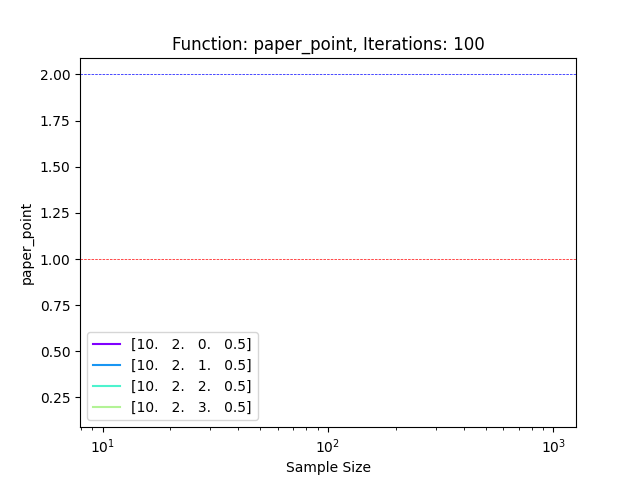 Function: paper_point, Iterations: 100
2.00
1.75
1.50
1.25
1.00
0.75
0.50
0.25
paper_point
[10. 2. 0. 0.5]
[10. 2. 1. 0.5]
[10. 2. 2. 0.5]
[10. 2. 3. 0.5]
10¹ 10² 10³
Sample Size